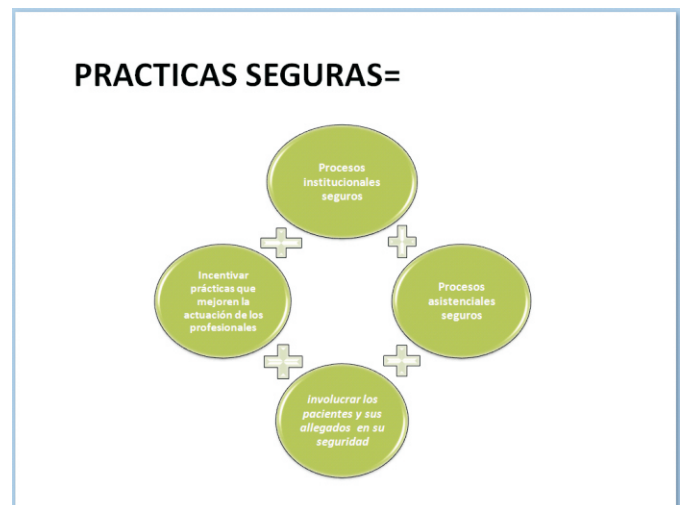 PRACTICAS SEGURAS=
Procesos
institucionales
seguros
Incentivar
prácticas que
mejoren la
actuación de los
profesionales
Procesos
asistenciales
seguros
involucrar los
pacientes y sus
allegados en su
seguridad